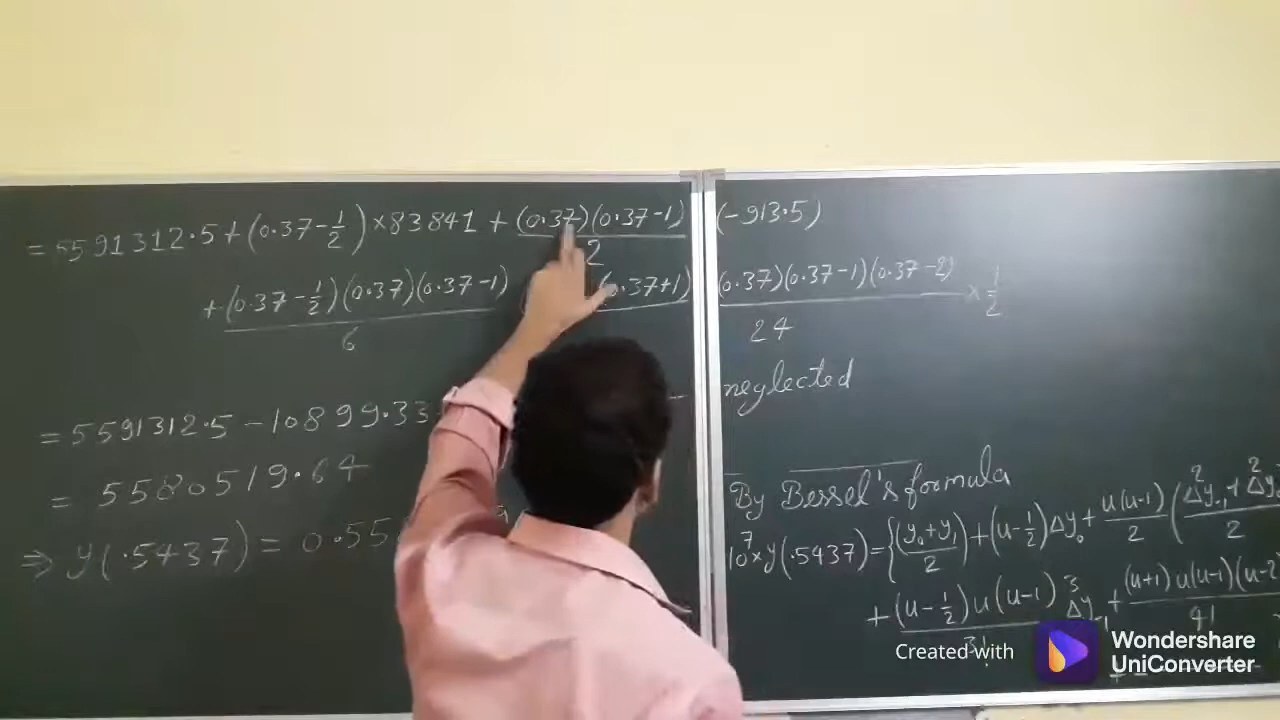 = 5591312.5 + (0.37 - 1/2) × 83841 + (0.37)(0.37-1)/2 (-913.5)
+ (0.37 - 1/2)(0.37)(0.37-1)/6 (0.37+1)(0.37)(0.37-1)(0.37-2)/24 × 1/2
= 5591312.5 - 10899.33 neglected
= 5580519.64
⇒ y(.5437) = 0.55
By Bessel's formula
10^7 × y(.5437) = {(y₀+y₁)/2 + (u-1/2) Δy₀ + u(u-1)/2 (Δ²y₋₁ + Δ²y₀/2
+ (u-1/2) u(u-1)/3! Δ³y₋₁ + (u+1) u(u-1)(u-2)/4!
Created with
Wondershare
UniConverter